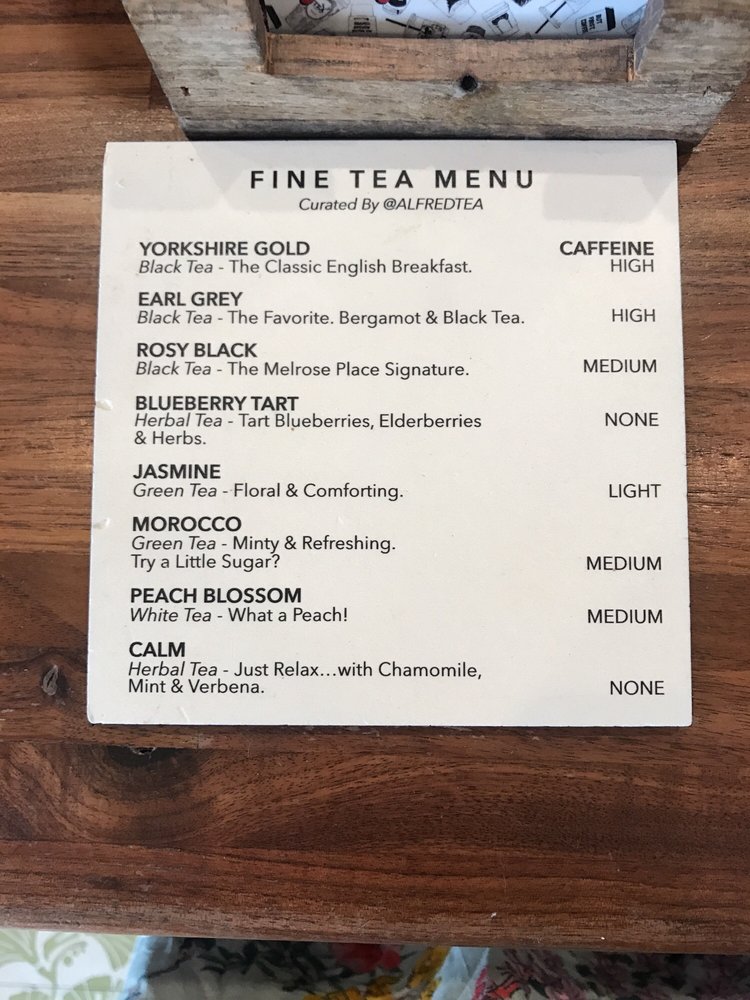 FINE TEA MENU
Curated By @ALFREDTEA
YORKSHIRE GOLD CAFFEINE
Black Tea - The Classic English Breakfast. HIGH
EARL GREY
Black Tea - The Favorite. Bergamot & Black Tea. HIGH
ROSY BLACK
Black Tea - The Melrose Place Signature. MEDIUM
BLUEBERRY TART
Herbal Tea - Tart Blueberries, Elderberries NONE
& Herbs.
JASMINE
Green Tea - Floral & Comforting. LIGHT
MOROCCO
Green Tea - Minty & Refreshing.
Try a Little Sugar? MEDIUM
PEACH BLOSSOM
White Tea - What a Peach! MEDIUM
CALM
Herbal Tea - Just Relax...with Chamomile,
Mint & Verbena. NONE